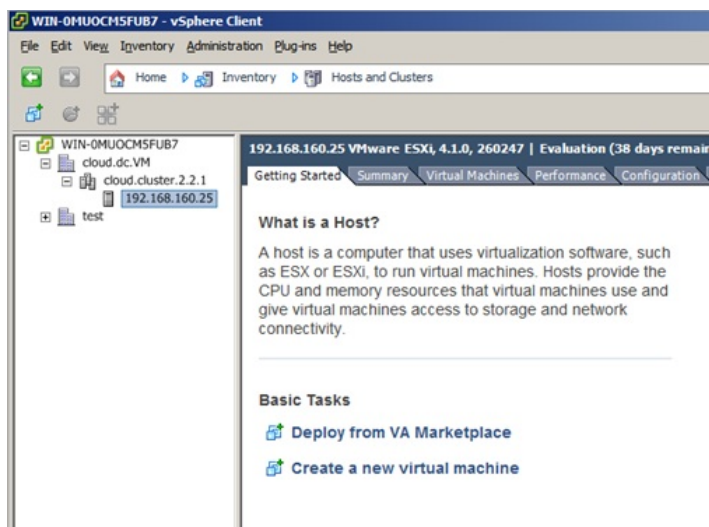 WIN-0MUOCM5FUB7 - vSphere Client
File Edit View Inventory Administration Plug-ins Help
Home Inventory Hosts and Clusters
WIN-0MUOCM5FUB7
cloud.dc.VM
cloud.cluster.2.2.1
192.168.160.25
test
192.168.160.25 VMware ESXi, 4.1.0, 260247 | Evaluation (38 days remain
Getting Started Summary Virtual Machines Performance Configuration
What is a Host?
A host is a computer that uses virtualization software, such
as ESX or ESXi, to run virtual machines. Hosts provide the
CPU and memory resources that virtual machines use and
give virtual machines access to storage and network
connectivity.
Basic Tasks
Deploy from VA Marketplace
Create a new virtual machine